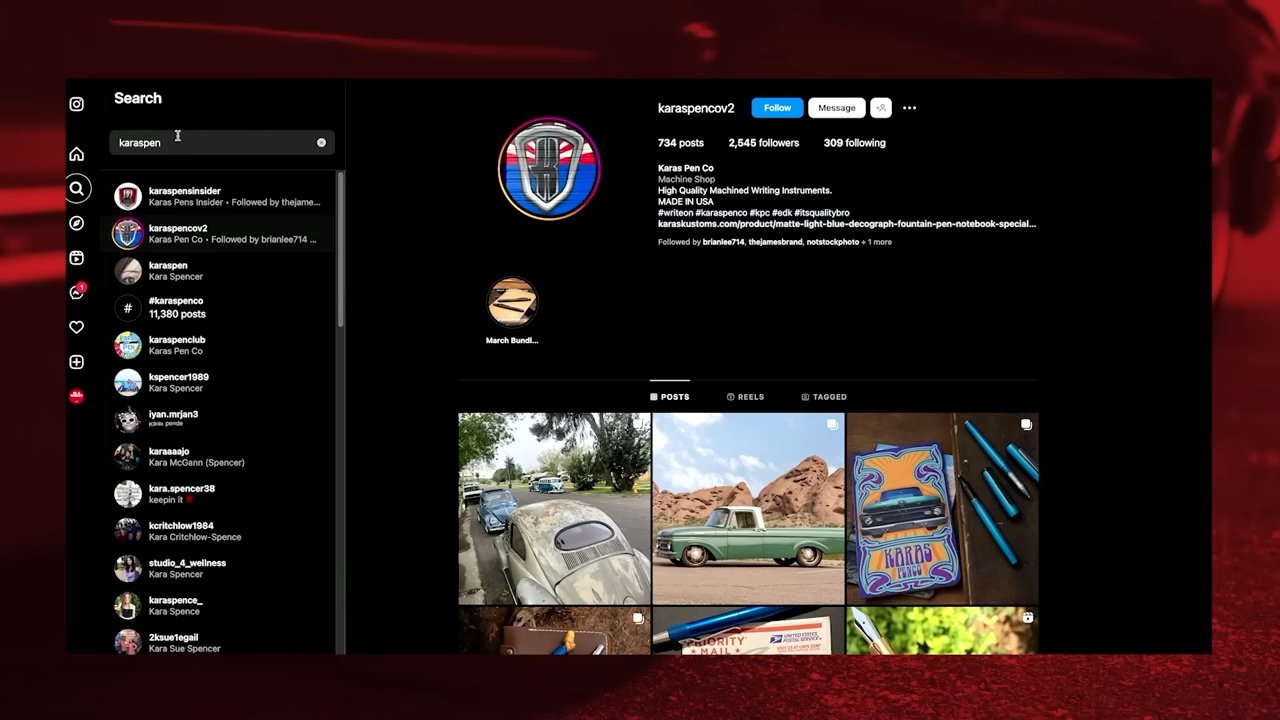 Search
karaspen
karaspensinsider
Karas Pens Insider • Followed by thejame...
karaspencov2
Karas Pen Co • Followed by brianlee714 ...
karaspen
Kara Spencer
#
#karaspenco
11,380 posts
karaspenclub
Karas Pen Co
kspencer1989
Kara Spencer
iyan.mrjan3
karaaaajo
Kara McGann (Spencer)
kara.spencer38
keepin it
kcritchlow1984
Kara Critchlow-Spence
studio_4_wellness
Kara Spencer
karaspence_
Kara Spence
2ksue1egail
Kara Sue Spencer
1
karaspencov2
Follow
Message
734 posts 2,545 followers 309 following
Karas Pen Co
Machine Shop
High Quality Machined Writing Instruments.
MADE IN USA
#writeon #karaspenco #kpc #edk #itsqualitybro
karaskustoms.com/product/matte-light-blue-decograph-fountain-pen-notebook-special...
Followed by brianlee714, thejamesbrand, notstockphoto + 1 more
March Bundl...
POSTS REELS TAGGED
KARAS
PENCO
PRIORITY
MAIL
UNITED STATES
POSTAL SERVICE